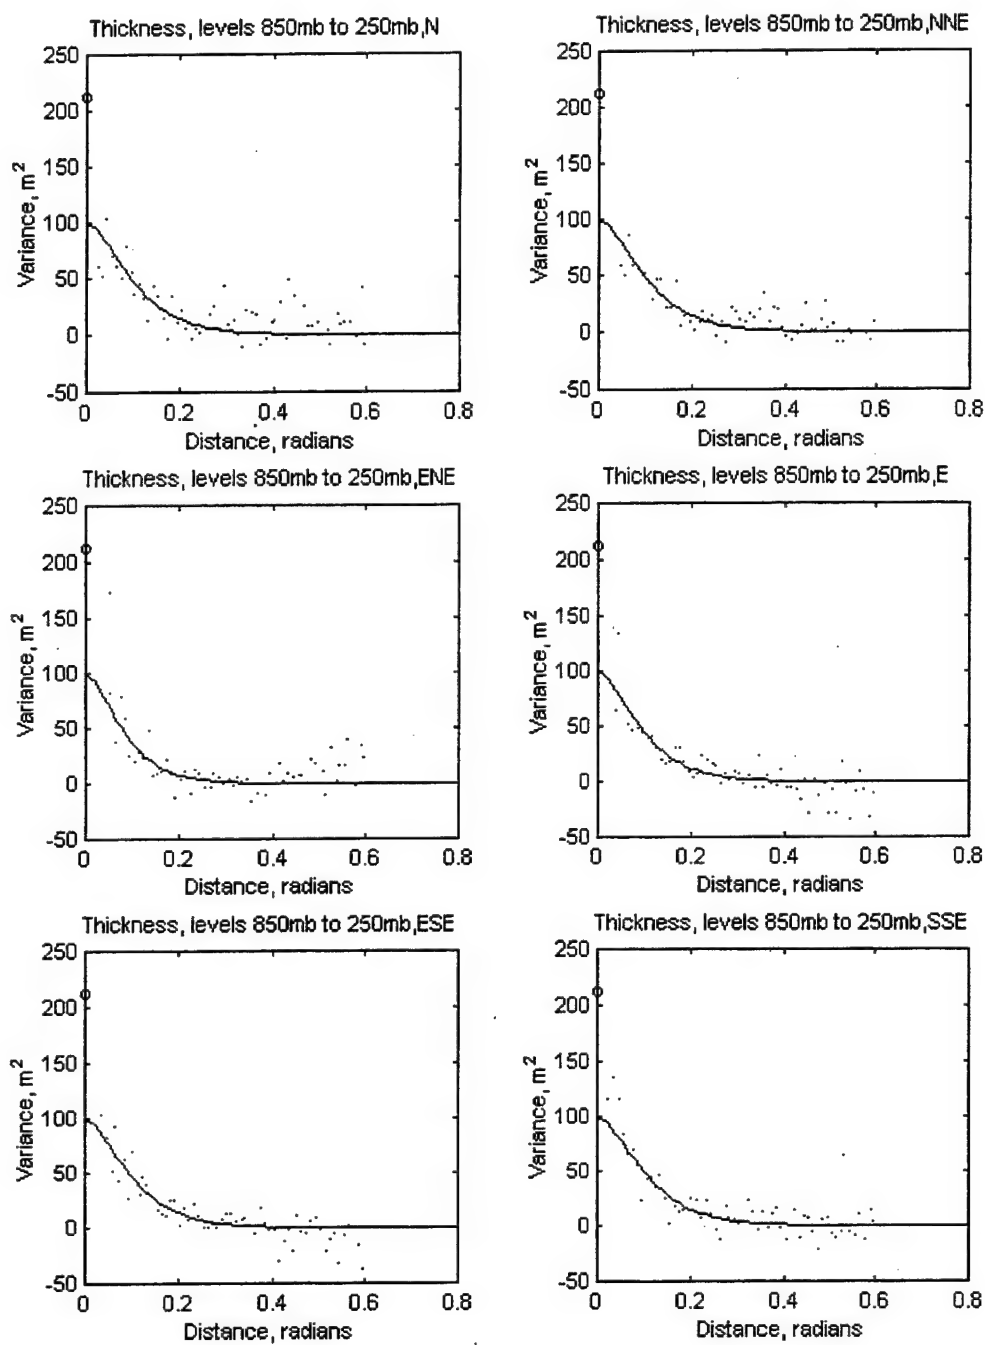 Thickness, levels 850mb to 250mb,N
250
200
150
100
50
0
-50
Variance, m²
0 0.2 0.4 0.6 0.8
Distance, radians
Thickness, levels 850mb to 250mb,NNE
250
200
150
100
50
0
-50
Variance, m²
0 0.2 0.4 0.6 0.8
Distance, radians
Thickness, levels 850mb to 250mb,ENE
250
200
150
100
50
0
-50
Variance, m²
0 0.2 0.4 0.6 0.8
Distance, radians
Thickness, levels 850mb to 250mb,E
250
200
150
100
50
0
-50
Variance, m²
0 0.2 0.4 0.6 0.8
Distance, radians
Thickness, levels 850mb to 250mb,ESE
250
200
150
100
50
0
-50
Variance, m²
0 0.2 0.4 0.6 0.8
Distance, radians
Thickness, levels 850mb to 250mb,SSE
250
200
150
100
50
0
-50
Variance, m²
0 0.2 0.4 0.6 0.8
Distance, radians